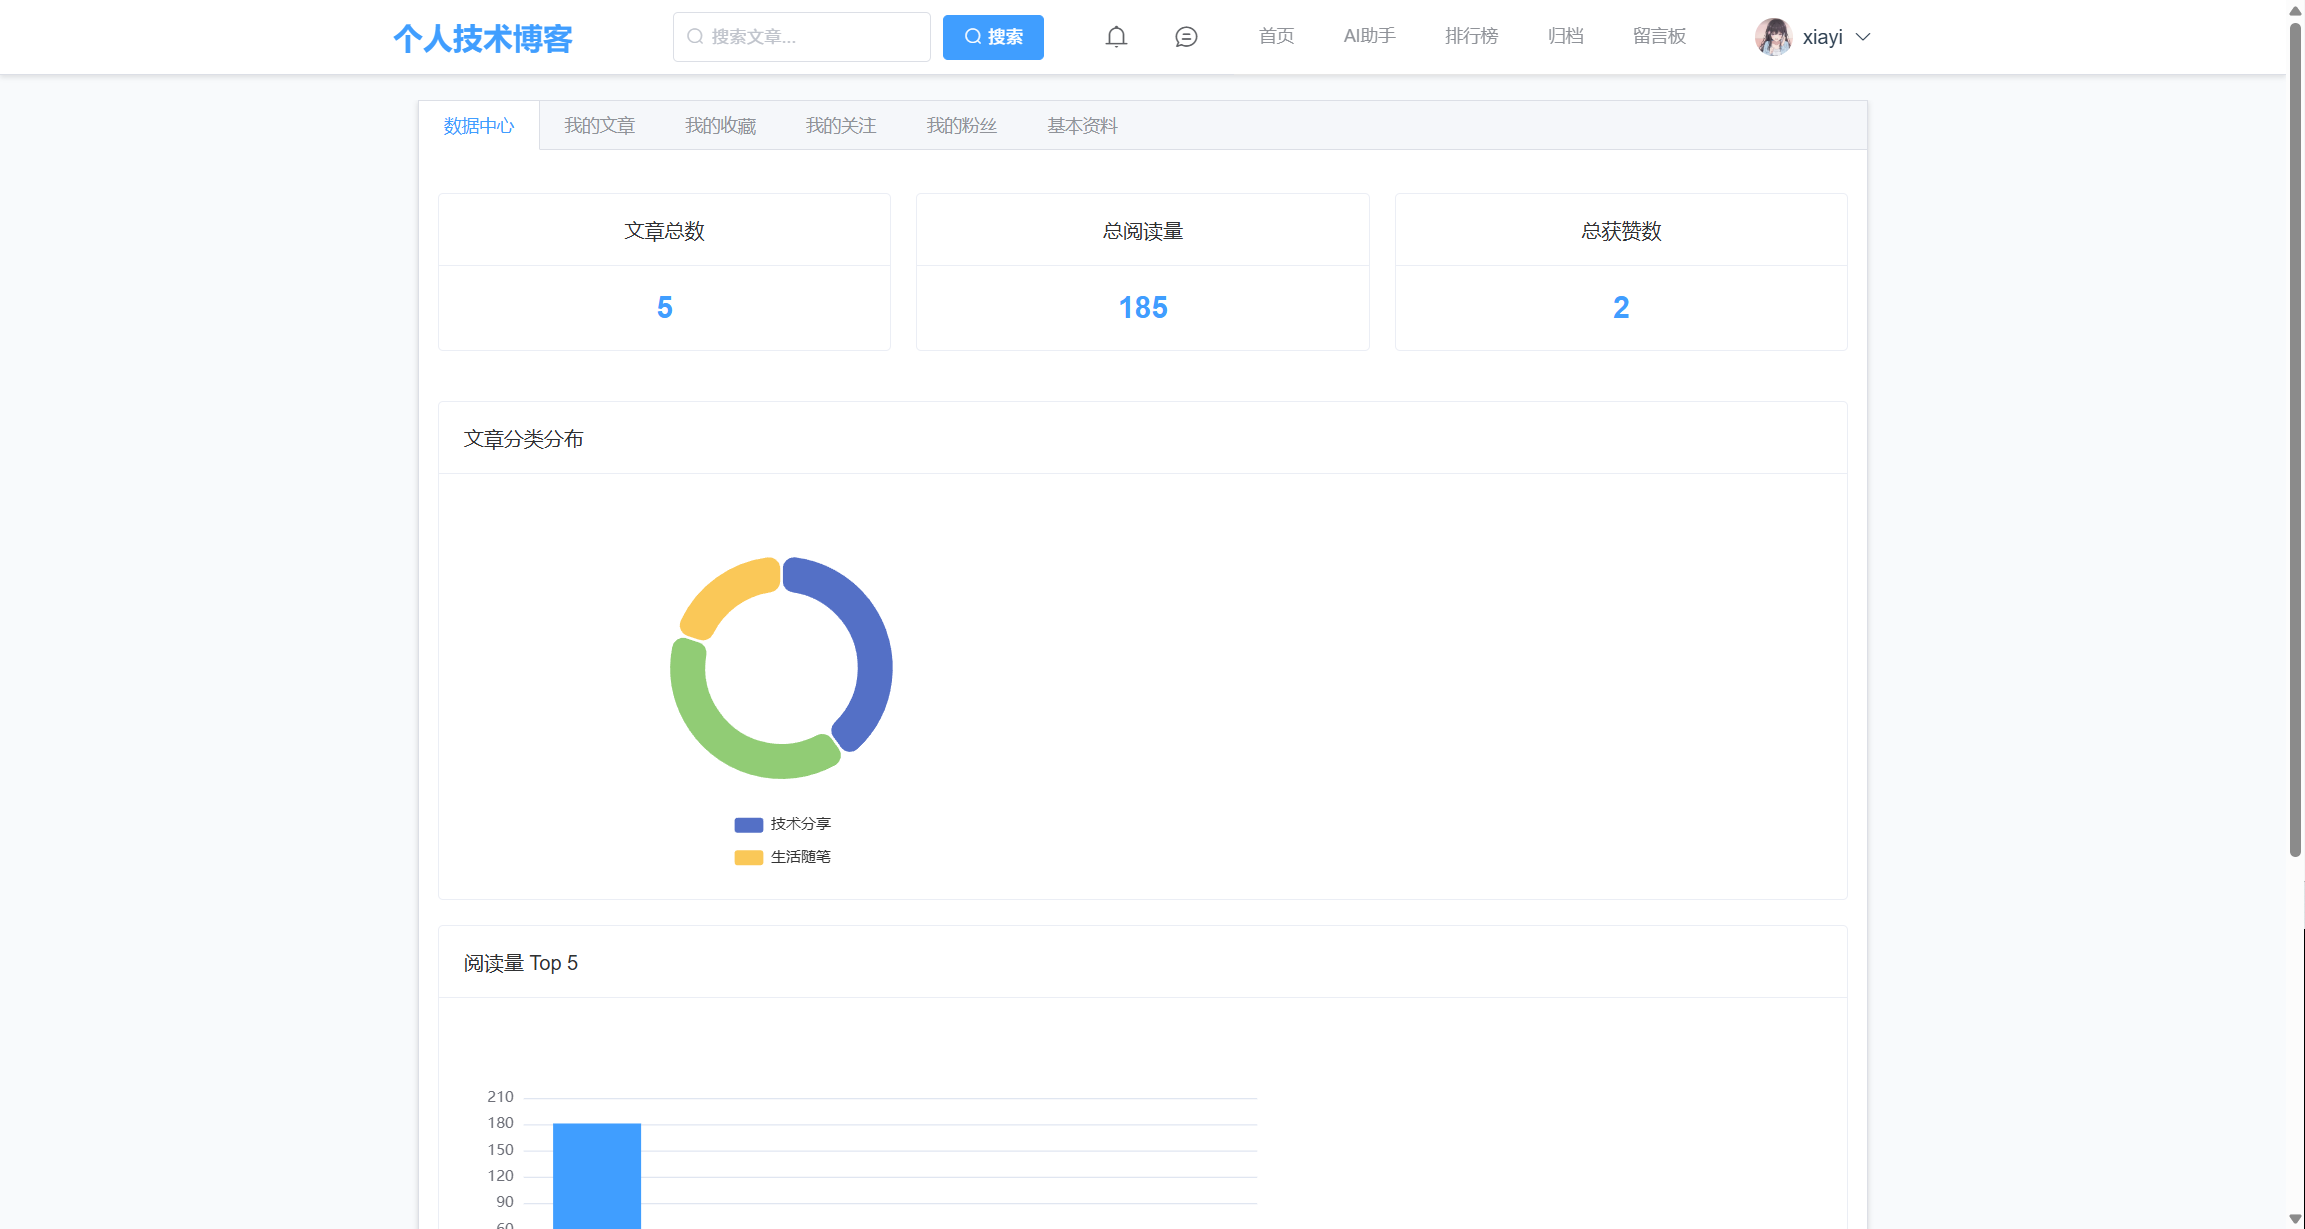 个人技术博客
搜索文章...
搜索
首页
AI助手
排行榜
归档
留言板
xiayi
数据中心
我的文章
我的收藏
我的关注
我的粉丝
基本资料
文章总数
总阅读量
总获赞数
5
185
2
文章分类分布
技术分享
生活随笔
阅读量 Top 5
210
180
150
120
90
60